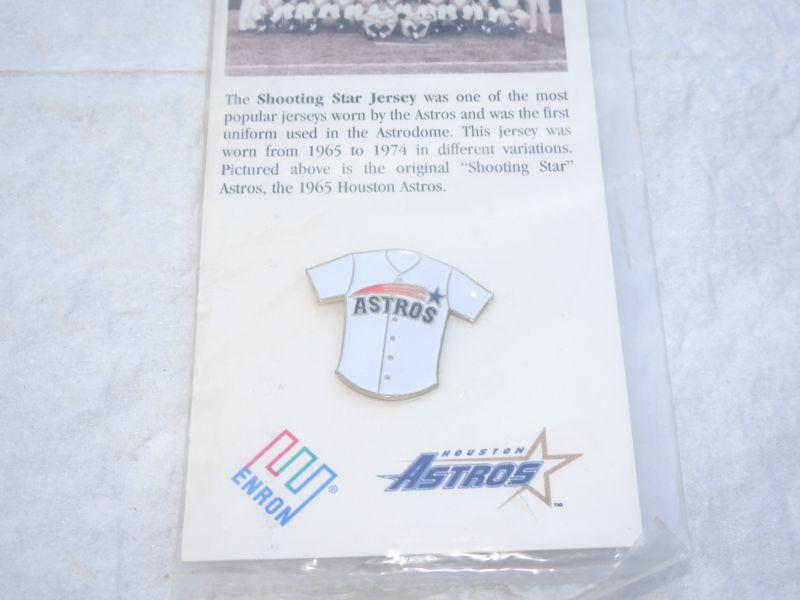 The Shooting Star Jersey was one of the most
popular jerseys worn by the Astros and was the first
uniform used in the Astrodome. This jersey was
worn from 1965 to 1974 in different variations.
Pictured above is the original “Shooting Star”
Astros, the 1965 Houston Astros.
ASTROS
ENRON®
HOUSTON
ASTROS™